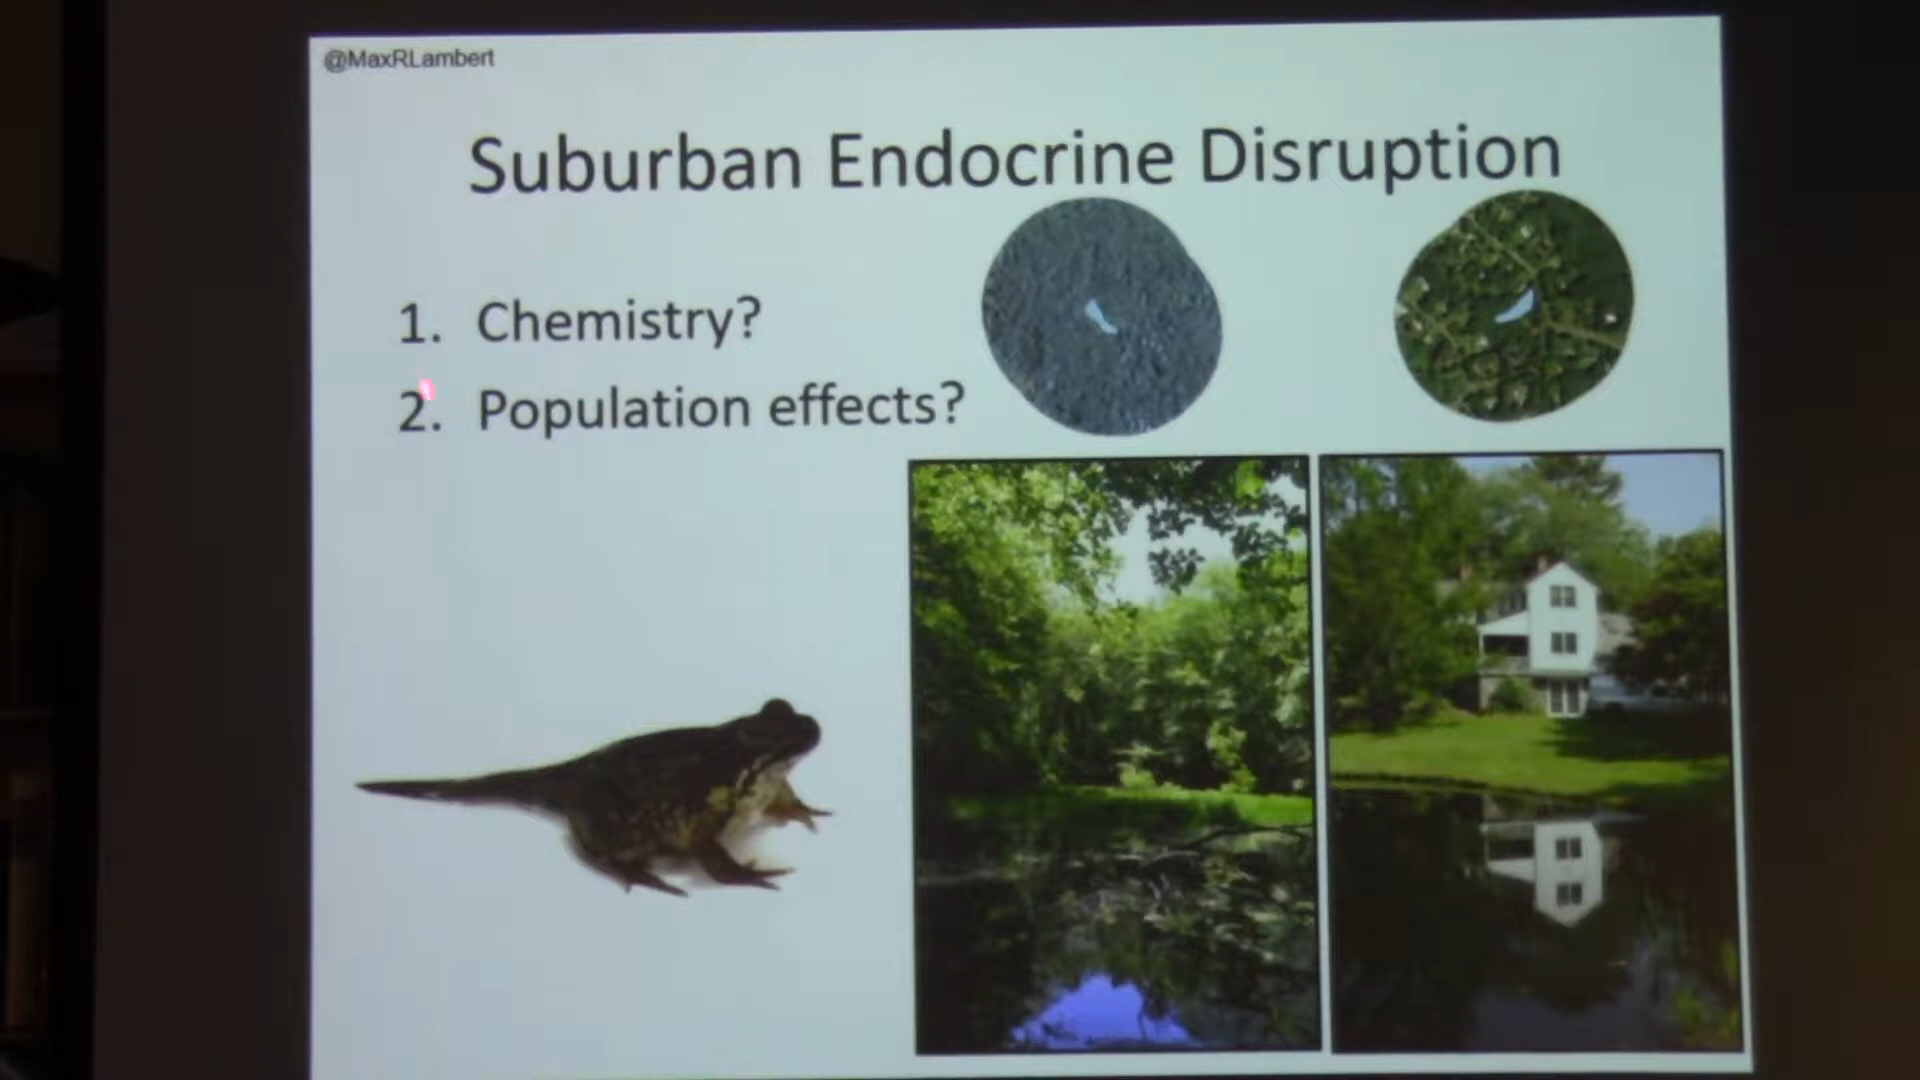 @MaxRLambert
Suburban Endocrine Disruption
1. Chemistry?
2. Population effects?